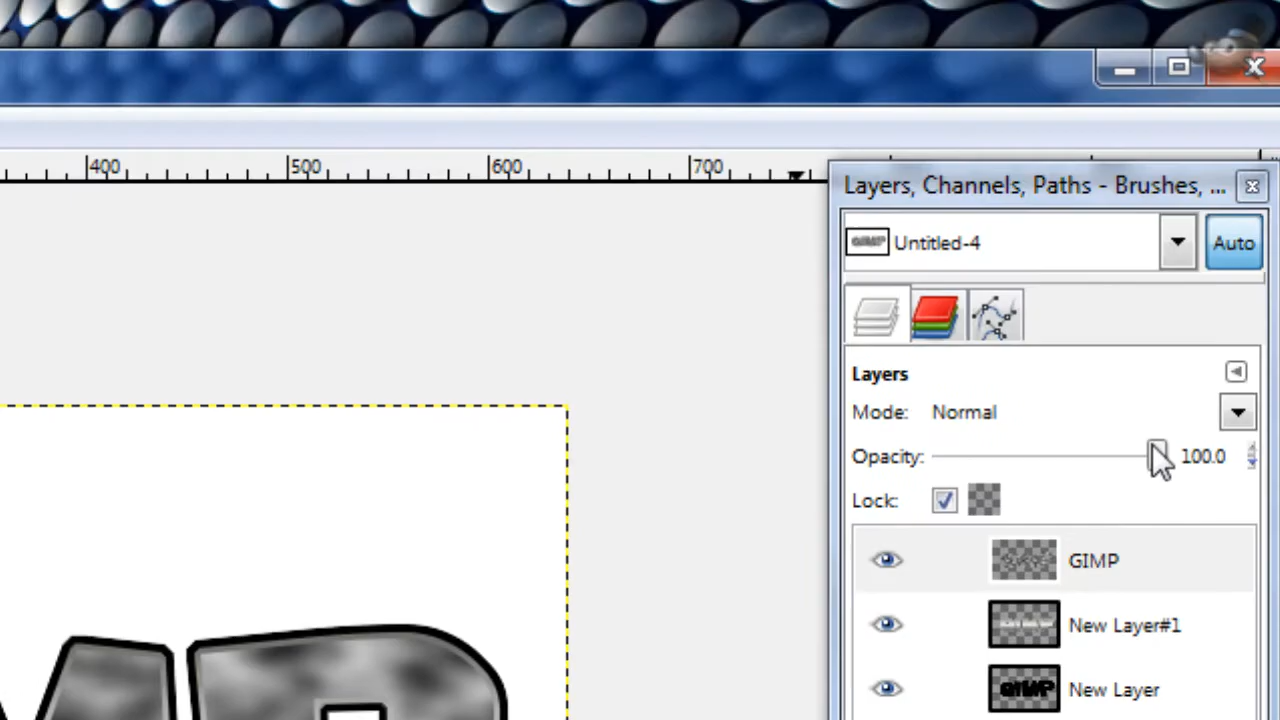 400 500 600 700
Layers, Channels, Paths - Brushes, ...
Untitled-4
Auto
Layers
Mode: Normal
Opacity: 100.0
Lock:
GIMP
New Layer#1
New Layer
MP